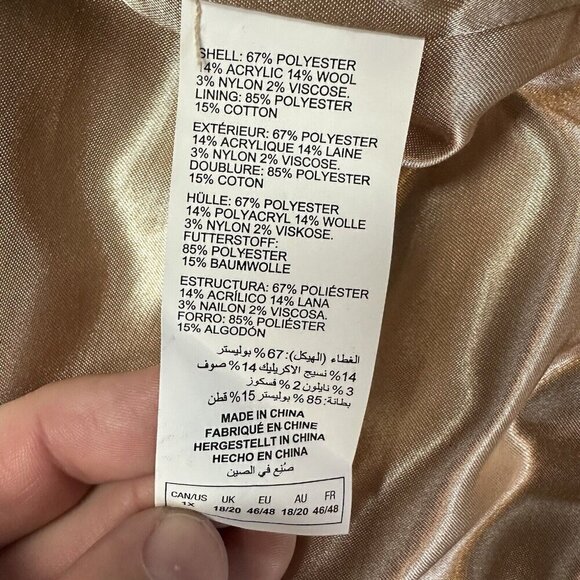 SHELL: 67% POLYESTER
14% ACRYLIC 14% WOOL
3% NYLON 2% VISCOSE.
LINING: 85% POLYESTER
15% COTTON
EXTÉRIEUR: 67% POLYESTER
14% ACRYLIQUE 14% LAINE
3% NYLON 2% VISCOSE.
DOUBLURE: 85% POLYESTER
15% COTON
HÜLLE: 67% POLYESTER
14% POLYACRYL 14% WOLLE
3% NYLON 2% VISKOSE.
FUTTERSTOFF:
85% POLYESTER
15% BAUMWOLLE
ESTRUCTURA: 67% POLIÉSTER
14% ACRÍLICO 14% LANA
3% NAILON 2% VISCOSA.
FORRO: 85% POLIÉSTER
15% ALGODÓN
الغطاء (الهيكل): 67% بوليستر
14% نسيج الاكريليك 14% صوف
3 % نايلون 2 % فسكوز
بطانة: 85% بوليستر 15% قطن
MADE IN CHINA
FABRIQUÉ EN CHINE
HERGESTELLT IN CHINA
HECHO EN CHINA
صُنِع في الصين
CAN/US UK EU AU FR
1X 18/20 46/48 18/20 46/48